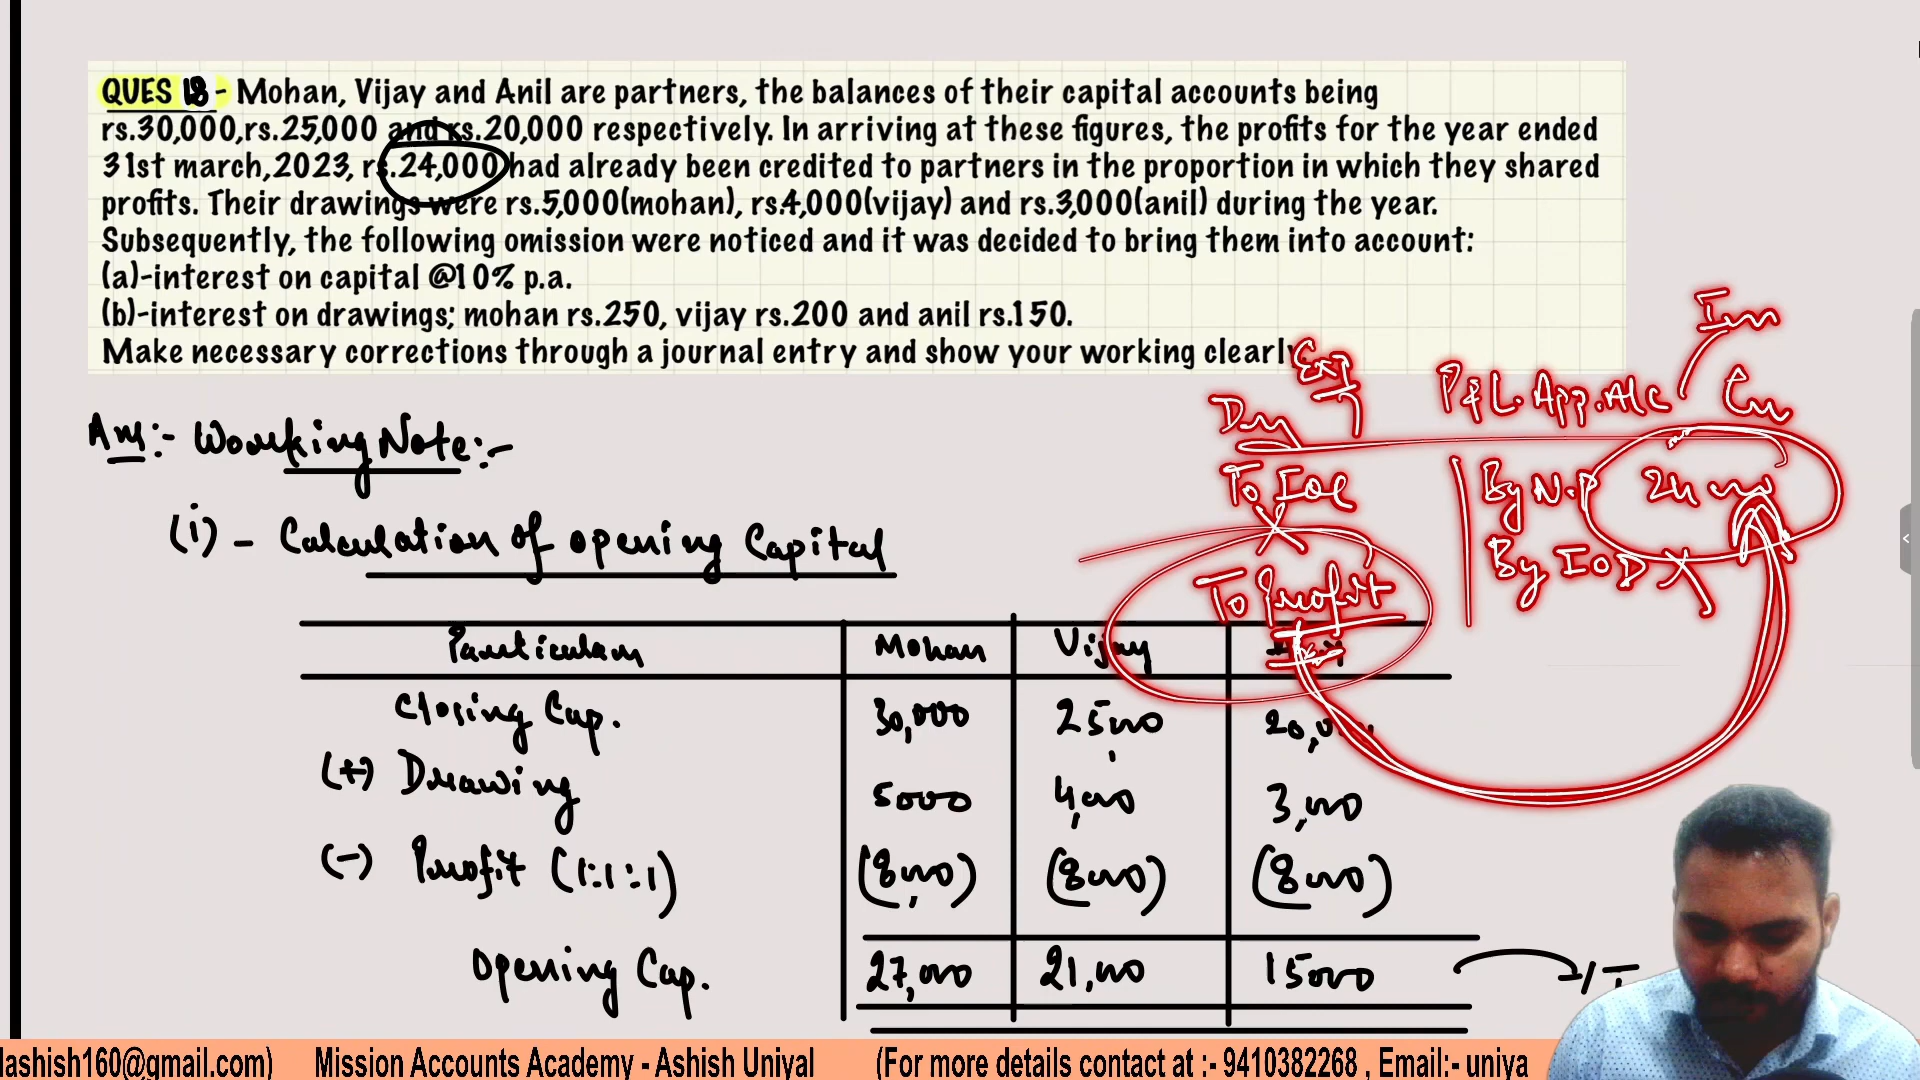 QUES 18- Mohan, Vijay and Anil are partners, the balances of their capital accounts being
rs.30,000,rs.25,000 and rs.20,000 respectively. In arriving at these figures, the profits for the year ended
31st march,2023, rs.24,000 had already been credited to partners in the proportion in which they shared
profits. Their drawings were rs.5,000(mohan), rs.4,000(vijay) and rs.3,000(anil) during the year.
Subsequently, the following omission were noticed and it was decided to bring them into account:
(a)-interest on capital @10% p.a.
(b)-interest on drawings; mohan rs.250, vijay rs.200 and anil rs.150.
Make necessary corrections through a journal entry and show your working clearly
Exp
P&L. App. A/c
Cr
Dr
To IOC
By N.P
By IOD
To Profit
Ans:- Working Note:-
(i) - Calculation of opening Capital
Particulars Mohan Vijay
Closing Cap. 30,000 25,000
(+) Drawing 5000 4,000 3,000
(-) Profit (1:1:1) (8,000) (8000) (8000)
Opening Cap. 27,000 21,000 15000
lashish160@gmail.com) Mission Accounts Academy - Ashish Uniyal (For more details contact at :- 9410382268 , Email:- uniya